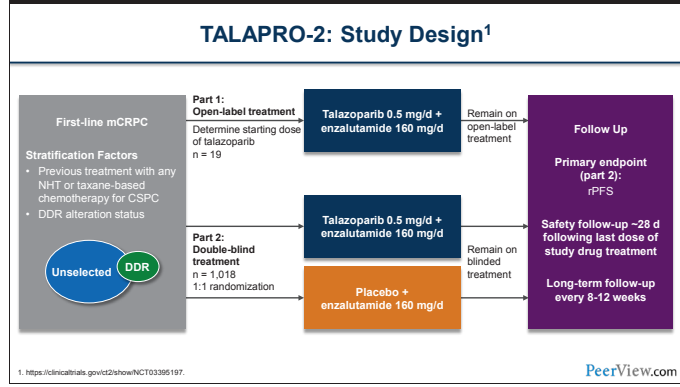 TALAPRO-2: Study Design1
First-line mCRPC
Stratification Factors
• Previous treatment with any
NHT or taxane-based
chemotherapy for CSPC
• DDR alteration status
Unselected
DDR
Part 1:
Open-label treatment
Determine starting dose
of talazoparib
n = 19
Talazoparib 0.5 mg/d +
enzalutamide 160 mg/d
Remain on
open-label
treatment
Part 2:
Double-blind
treatment
n = 1,018
1:1 randomization
Talazoparib 0.5 mg/d +
enzalutamide 160 mg/d
Placebo +
enzalutamide 160 mg/d
Remain on
blinded
treatment
Follow Up
Primary endpoint
(part 2):
rPFS
Safety follow-up ~28 d
following last dose of
study drug treatment
Long-term follow-up
every 8-12 weeks
1. https://clinicaltrials.gov/ct2/show/NCT03395197.
PeerView.com